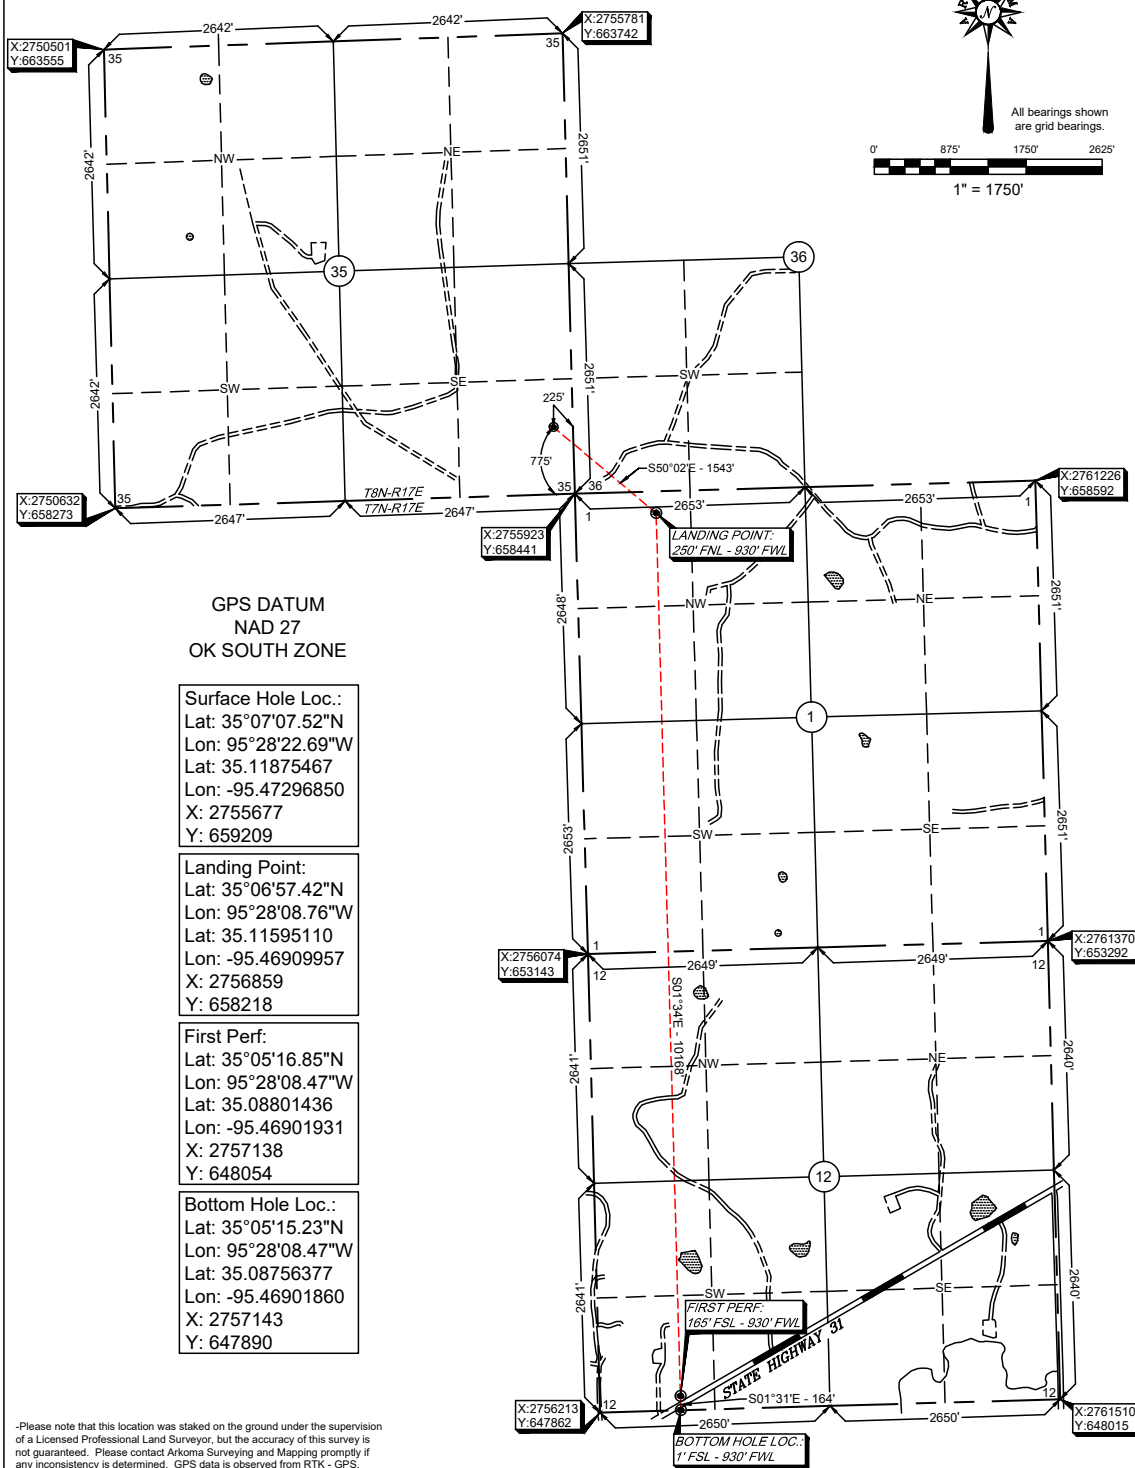 2642'
2642'
X:2755781
Y:663742
X:2750501
Y:663555
35
35
N
All bearings shown
are grid bearings.
0' 875' 1750' 2625'
1" = 1750'
NW
NE
2642'
2651'
35
36
SW
SE
SW
2642'
2651'
225'
775'
S50°02'E - 1543'
X:2750632
Y:658273
35
T8N-R17E
T7N-R17E
35
36
2647'
2647'
2653'
2653'
1
1
X:2761226
Y:658592
X:2755923
Y:658441
LANDING POINT:
250' FNL - 930' FWL
GPS DATUM
NAD 27
OK SOUTH ZONE
NW
NE
2648'
2651'
Surface Hole Loc.:
Lat: 35°07'07.52"N
Lon: 95°28'22.69"W
Lat: 35.11875467
Lon: -95.47296850
X: 2755677
Y: 659209
1
SW
SE
2653'
2651'
Landing Point:
Lat: 35°06'57.42"N
Lon: 95°28'08.76"W
Lat: 35.11595110
Lon: -95.46909957
X: 2756859
Y: 658218
X:2756074
Y:653143
1
12
2649'
2649'
1
12
X:2761370
Y:653292
S01°34'E - 10168'
First Perf:
Lat: 35°05'16.85"N
Lon: 95°28'08.47"W
Lat: 35.08801436
Lon: -95.46901931
X: 2757138
Y: 648054
NW
NE
2641'
2640'
12
Bottom Hole Loc.:
Lat: 35°05'15.23"N
Lon: 95°28'08.47"W
Lat: 35.08756377
Lon: -95.46901860
X: 2757143
Y: 647890
SW
SE
2641'
2640'
FIRST PERF:
165' FSL - 930' FWL
STATE HIGHWAY 31
S01°31'E - 164'
X:2756213
Y:647862
12
12
2650'
2650'
X:2761510
Y:648015
BOTTOM HOLE LOC.:
1' FSL - 930' FWL
-Please note that this location was staked on the ground under the supervision
of a Licensed Professional Land Surveyor, but the accuracy of this survey is
not guaranteed. Please contact Arkoma Surveying and Mapping promptly if
any inconsistency is determined. GPS data is observed from RTK - GPS.